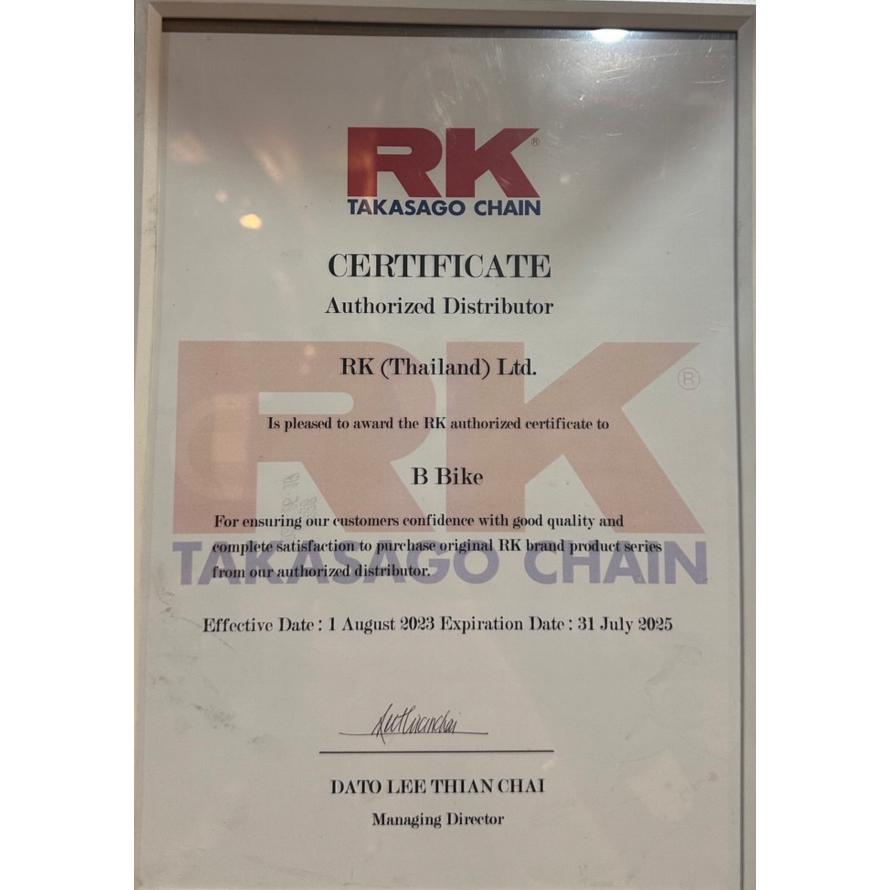 RK®
TAKASAGO CHAIN
CERTIFICATE
Authorized Distributor
RK (Thailand) Ltd.
Is pleased to award the RK authorized certificate to
B Bike
For ensuring our customers confidence with good quality and
complete satisfaction to purchase original RK brand product series
from our authorized distributor.
RK®
TAKASAGO CHAIN
Effective Date : 1 August 2023 Expiration Date : 31 July 2025
DATO LEE THIAN CHAI
Managing Director